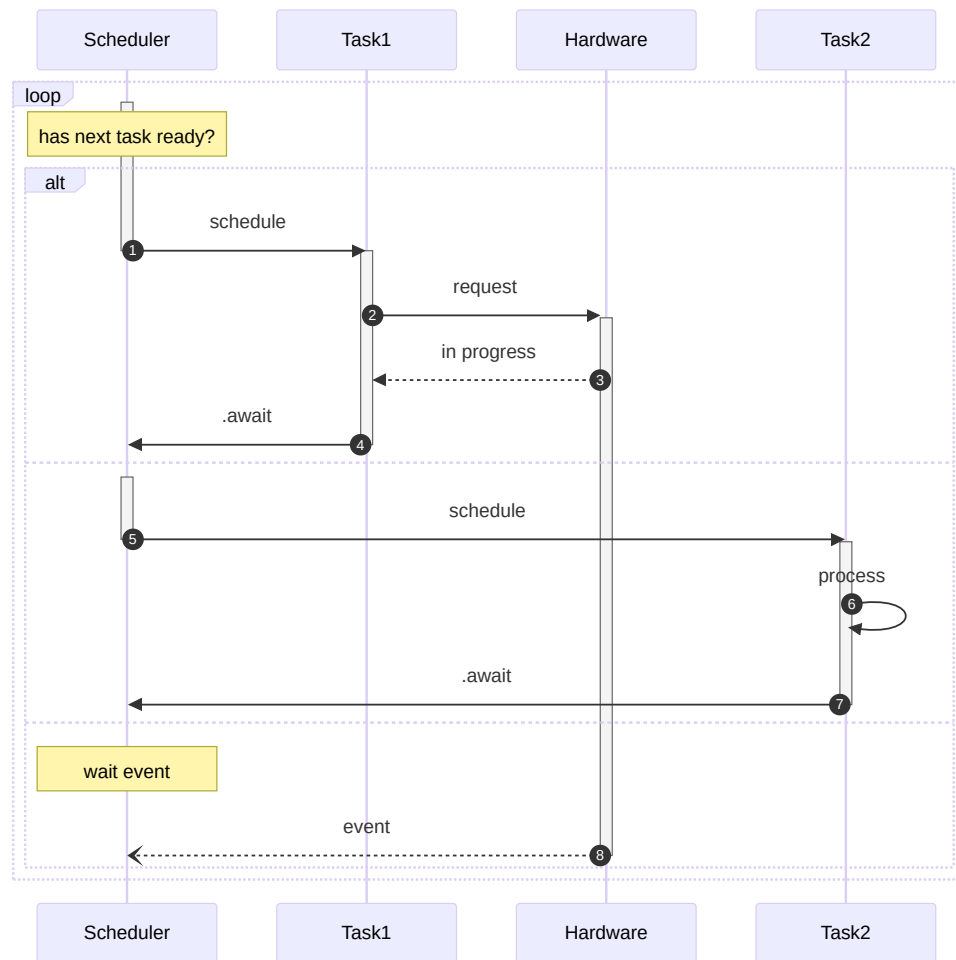 Scheduler
Task1
Hardware
Task2
loop
has next task ready?
alt
schedule
1
request
2
in progress
3
.await
4
schedule
5
process
6
.await
7
wait event
event
8
Scheduler
Task1
Hardware
Task2